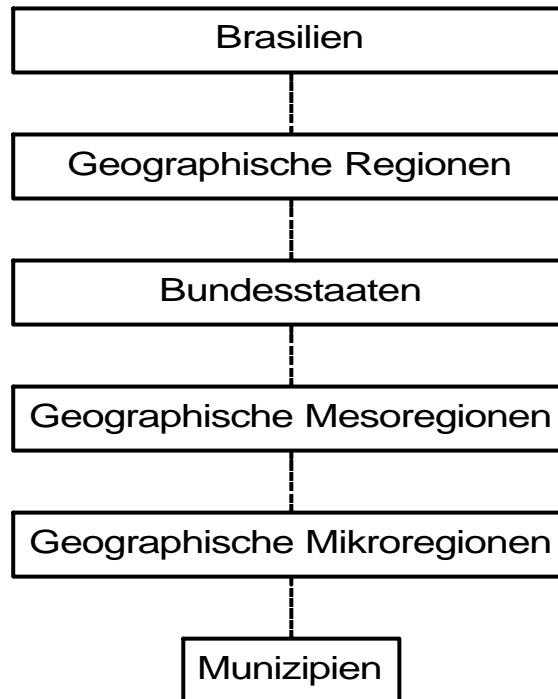 Brasilien
Geographische Regionen
Bundesstaaten
Geographische Mesoregionen
Geographische Mikroregionen
Munizipien